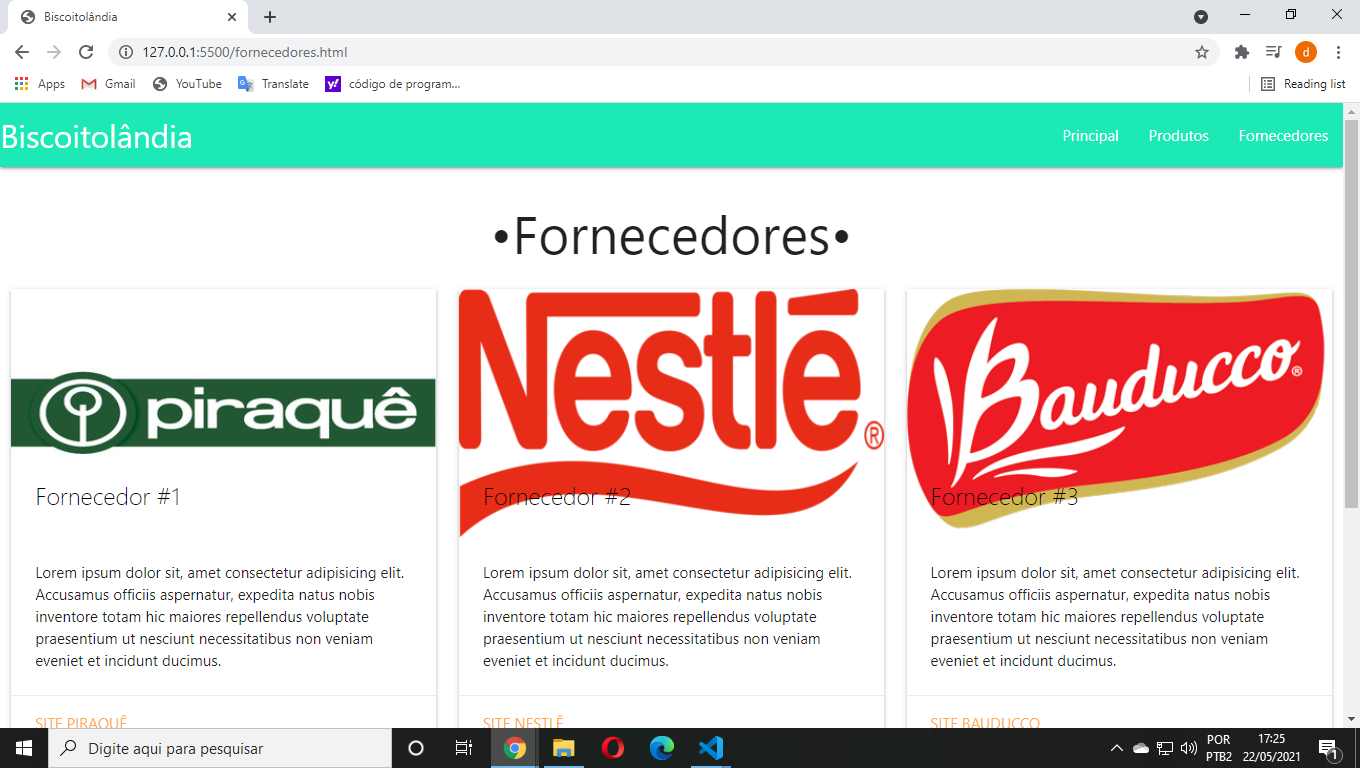 Biscoitolândia
127.0.0.1:5500/fornecedores.html
d
Apps
Gmail
YouTube
Translate
código de program...
Reading list
Biscoitolândia
Principal
Produtos
Fornecedores
•Fornecedores•
piraquê
Nestlé®
Bauducco®
Fornecedor #1
Fornecedor #2
Fornecedor #3
Lorem ipsum dolor sit, amet consectetur adipisicing elit.
Accusamus officiis aspernatur, expedita natus nobis
inventore totam hic maiores repellendus voluptate
praesentium ut nesciunt necessitatibus non veniam
eveniet et incidunt ducimus.
Lorem ipsum dolor sit, amet consectetur adipisicing elit.
Accusamus officiis aspernatur, expedita natus nobis
inventore totam hic maiores repellendus voluptate
praesentium ut nesciunt necessitatibus non veniam
eveniet et incidunt ducimus.
Lorem ipsum dolor sit, amet consectetur adipisicing elit.
Accusamus officiis aspernatur, expedita natus nobis
inventore totam hic maiores repellendus voluptate
praesentium ut nesciunt necessitatibus non veniam
eveniet et incidunt ducimus.
SITE PIRAQUÊ
SITE NESTLÊ
SITE BAUDUCCO
Digite aqui para pesquisar
POR
PTB2
17:25
22/05/2021
1